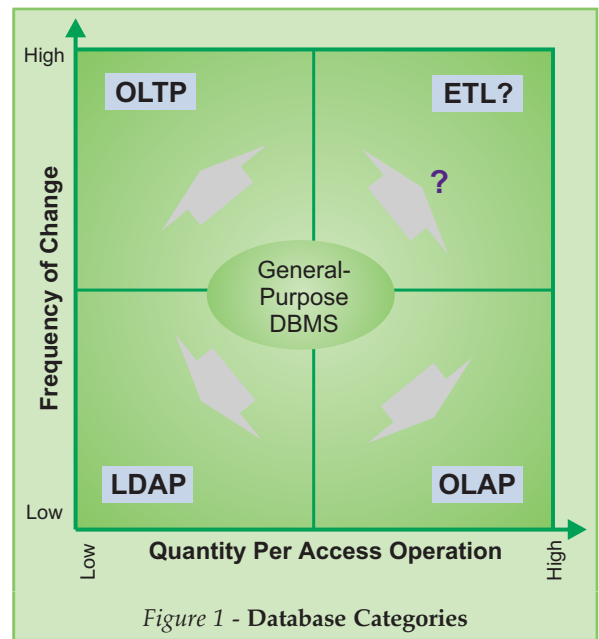 High
OLTP
ETL?
?
Frequency of Change
General-
Purpose
DBMS
LDAP
OLAP
Low
Low
Quantity Per Access Operation
High
Figure 1 - Database Categories